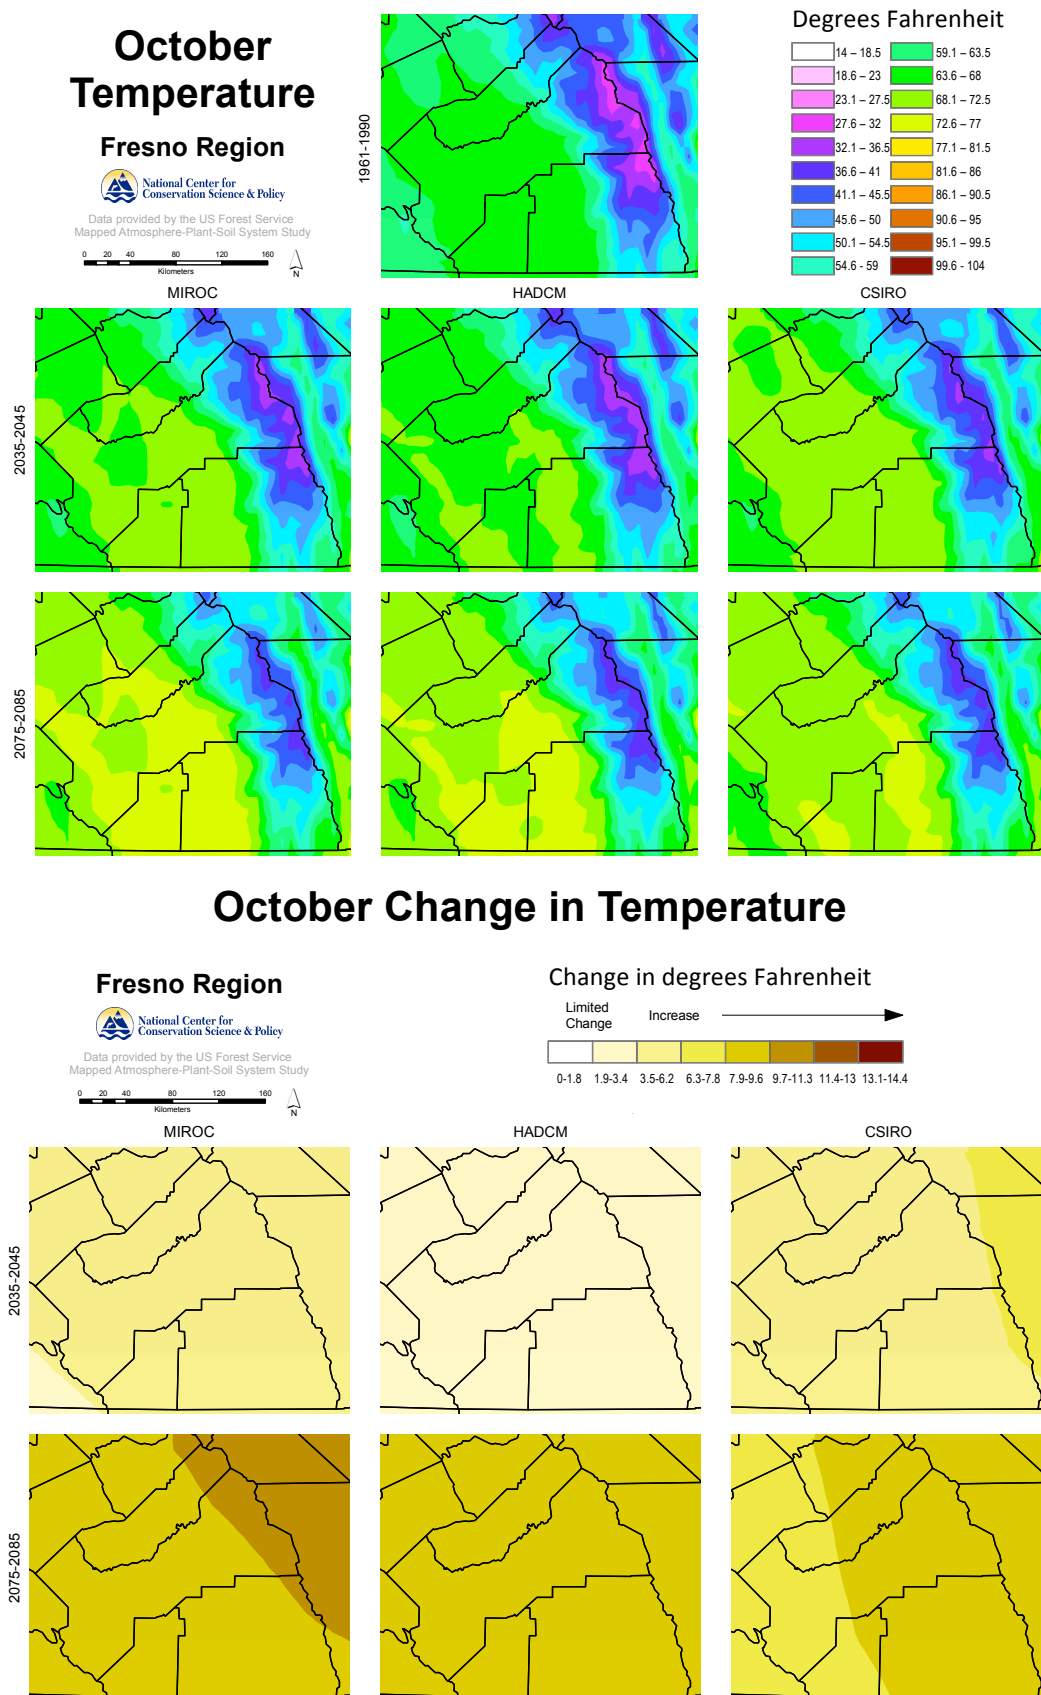 October
Temperature
Fresno Region
National Center for
Conservation Science & Policy
Data provided by the US Forest Service
Mapped Atmosphere-Plant-Soil System Study
0 20 40 80 120 160
Kilometers
N
1961-1990
Degrees Fahrenheit
14 – 18.5
18.6 – 23
23.1 – 27.5
27.6 – 32
32.1 – 36.5
36.6 – 41
41.1 – 45.5
45.6 – 50
50.1 – 54.5
54.6 – 59
59.1 – 63.5
63.6 – 68
68.1 – 72.5
72.6 – 77
77.1 – 81.5
81.6 – 86
86.1 – 90.5
90.6 – 95
95.1 – 99.5
99.6 - 104
MIROC HADCM CSIRO
2035-2045
2075-2085
October Change in Temperature
Fresno Region
National Center for
Conservation Science & Policy
Data provided by the US Forest Service
Mapped Atmosphere-Plant-Soil System Study
0 20 40 80 120 160
Kilometers
N
Change in degrees Fahrenheit
Limited
Change
Increase
0-1.8 1.9-3.4 3.5-6.2 6.3-7.8 7.9-9.6 9.7-11.3 11.4-13 13.1-14.4
MIROC HADCM CSIRO
2035-2045
2075-2085